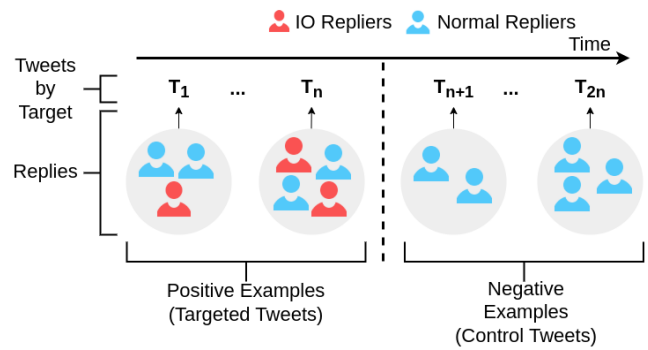 IO Repliers Normal Repliers
Time
Tweets
by
Target
T1 ... Tn Tn+1 ... T2n
Replies
Positive Examples
(Targeted Tweets)
Negative
Examples
(Control Tweets)